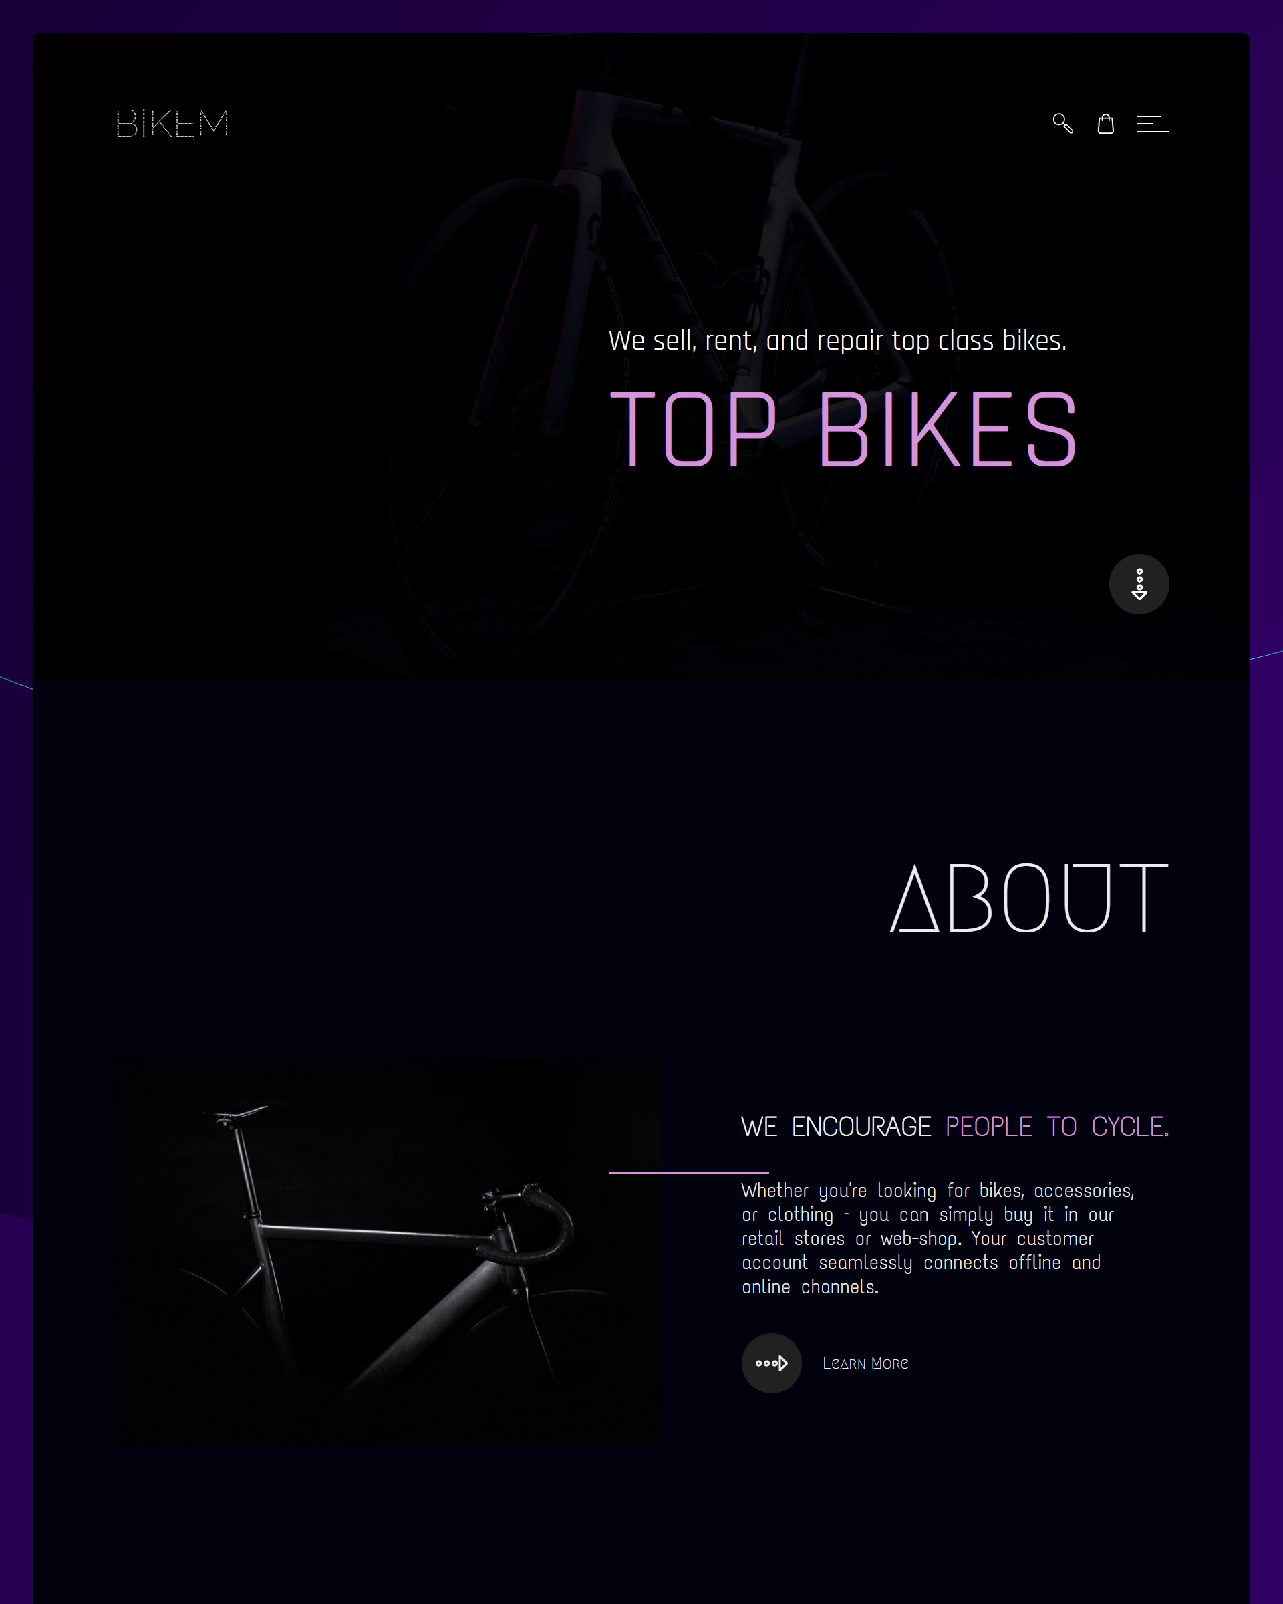 BIKEM
We sell, rent, and repair top class bikes.
TOP BIKES
ABOUT
WE ENCOURAGE PEOPLE TO CYCLE.
Whether you're looking for bikes, accessories,
or clothing - you can simply buy it in our
retail stores or web-shop. Your customer
account seamlessly connects offline and
online channels.
Learn More